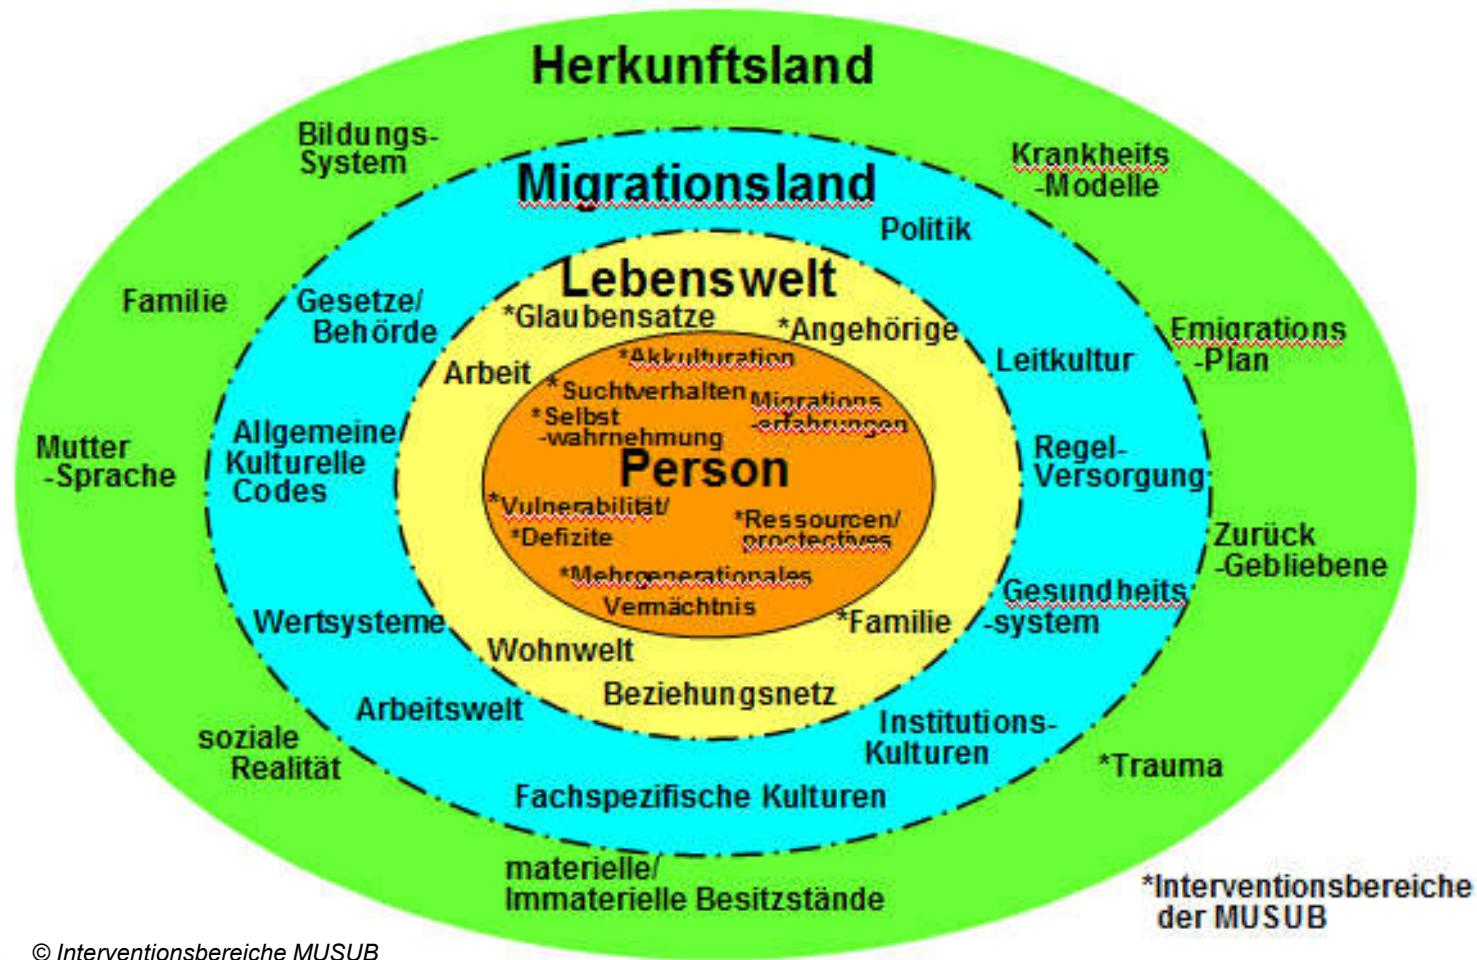 Herkunftsland
Bildungs-
System
Krankheits
-Modelle
Migrationsland
Politik
Lebenswelt
Familie
Gesetze/
Behörde
*Glaubensatze
*Angehörige
Emigrations
-Plan
Leitkultur
Arbeit
*Akkulturation
*Suchtverhalten
Migrations
-erfahrungen
*Selbst
-wahrnehmung
Mutter
-Sprache
Allgemeine
Kulturelle
Codes
Person
Regel-
Versorgung
*Vulnerabilität/
*Defizite
*Ressourcen/
proctectives
Zurück
-Gebliebene
*Mehrgenerationales
Vermächtnis
Gesundheits
-system
*Familie
Wertsysteme
Wohnwelt
Beziehungsnetz
Arbeitswelt
Institutions-
Kulturen
soziale
Realität
*Trauma
Fachspezifische Kulturen
materielle/
Immaterielle Besitzstände
*Interventionsbereiche
der MUSUB
© Interventionsbereiche MUSUB